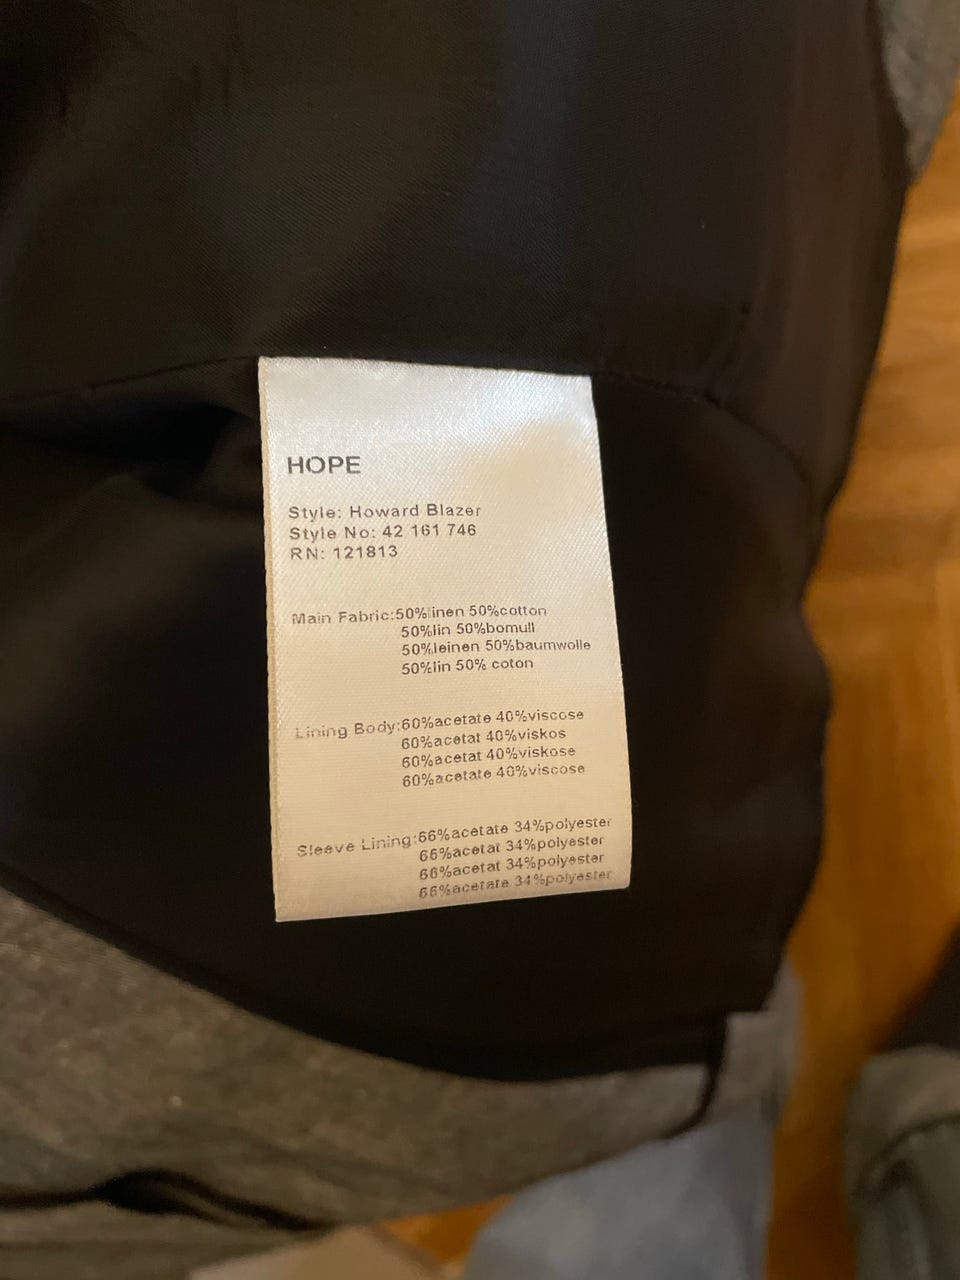 HOPE
Style: Howard Blazer
Style No: 42 161 746
RN: 121813
Main Fabric:50%linen 50%cotton
50%lin 50%bomull
50%leinen 50%baumwolle
50%lin 50% coton
Lining Body:60%acetate 40%viscose
60%acetat 40%viskos
60%acetat 40%viskose
60%acetate 40%viscose
Sleeve Lining:66%acetate 34%polyester
66%acetat 34%polyester
66%acetat 34%polyester
66%acetate 34%polyester